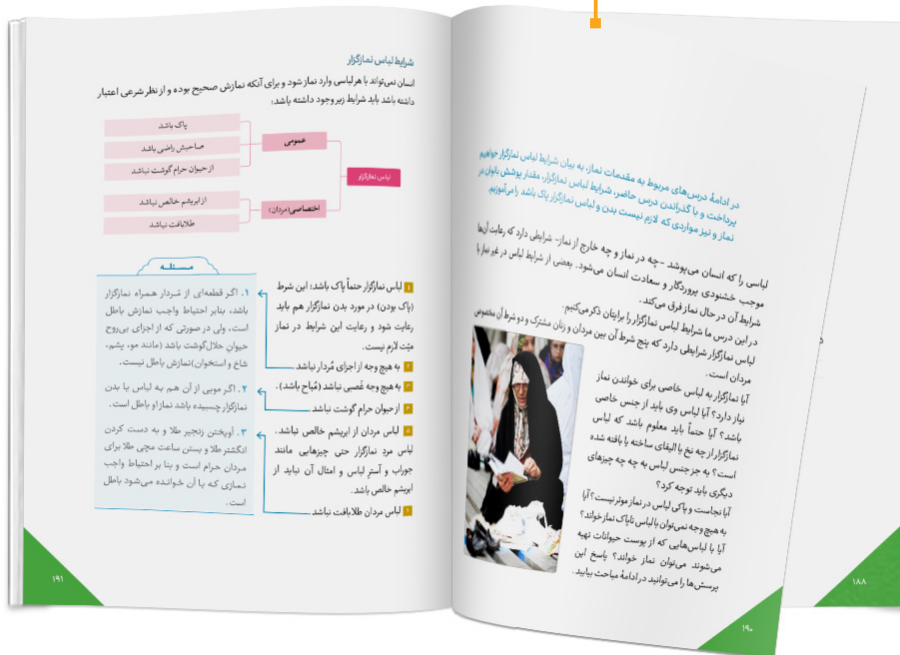 در ادامهٔ درس‌های مربوط به مقدمات نماز، به بیان شرایط لباس نمازگزار خواهیم
پرداخت و با گذراندن درس حاضر، شرایط لباس نمازگزار، مقدار پوشش بانوان در
نماز و نیز مواردی که لازم نیست بدن و لباس نمازگزار پاک باشد را می‌آموزیم.
لباسی را که انسان می‌پوشد -چه در نماز و چه خارج از نماز- شرایطی دارد که رعایت آن‌ها
موجب خشنودی پروردگار و سعادت انسان می‌شود. بعضی از شرایط لباس در غیر نماز با
شرایط آن در حال نماز فرق می‌کند.
در این درس ما شرایط لباس نمازگزار را برایتان ذکر می‌کنیم.
لباس نمازگزار شرایطی دارد که پنج شرط آن بین مردان و زنان مشترک و دو شرط آن مخصوص
مردان است.
آیا نمازگزار به لباس خاصی برای خواندن نماز
نیاز دارد؟ آیا لباس وی باید از جنس خاصی
باشد؟ آیا حتماً باید معلوم باشد که لباس
نمازگزار از چه نخ یا الیافی ساخته یا بافته شده
است؟ به جز جنس لباس به چه چه چیزهای
دیگری باید توجه کرد؟
آیا نجاست و پاکی لباس در نماز موثر نیست؟ آیا
به هیچ وجه نمی‌توان با لباس ناپاک نماز خواند؟
آیا با لباس‌هایی که از پوست حیوانات تهیه
می‌شوند می‌توان نماز خواند؟ پاسخ این
پرسش‌ها را می‌توانید در ادامهٔ مباحث بیابید.
۱۹۰
۱۸۸
شرایط لباس نمازگزار
انسان نمی‌تواند با هر لباسی وارد نماز شود و برای آنکه نمازش صحیح بوده و از نظر شرعی اعتبار
داشته باشد باید شرایط زیر وجود داشته باشد:
لباس نمازگزار
عمومی
پاک باشد
صاحبش راضی باشد
از حیوان حرام گوشت نباشد
اختصاصی (مردان)
از ابریشم خالص نباشد
طلابافت نباشد
۱ لباس نمازگزار حتماً پاک باشد؛ این شرط
(پاک بودن) در مورد بدن نمازگزار هم باید
رعایت شود و رعایت این شرایط در نماز
میّت لازم نیست.
۲ به هیچ وجه از اجزای مُردار نباشد
۳ به هیچ وجه غصبی نباشد (مُباح باشد).
۴ از حیوان حرام گوشت نباشد
۵ لباس مردان از ابریشم خالص نباشد.
لباس مرد نمازگزار حتی چیزهایی مانند
جوراب و آستر لباس و امثال آن نباید از
ابریشم خالص باشد.
۶ لباس مردان طلابافت نباشد
مسئله
۱. اگر قطعه‌ای از مُردار همراه نمازگزار
باشد، بنابر احتیاط واجب نمازش باطل
است، ولی در صورتی که از اجزای بی‌روح
حیوان حلال‌گوشت باشد (مانند مو، پشم،
شاخ و استخوان) نمازش باطل نیست.
۲. اگر مویی از آن هم به لباس یا بدن
نمازگزار چسبیده باشد نماز او باطل است.
۳. آویختن زنجیر طلا و به دست کردن
انگشتر طلا و بستن ساعت مچی طلا برای
مردان حرام است و بنا بر احتیاط واجب
نمازی که با آن خوانده می‌شود باطل
است.
۱۹۱